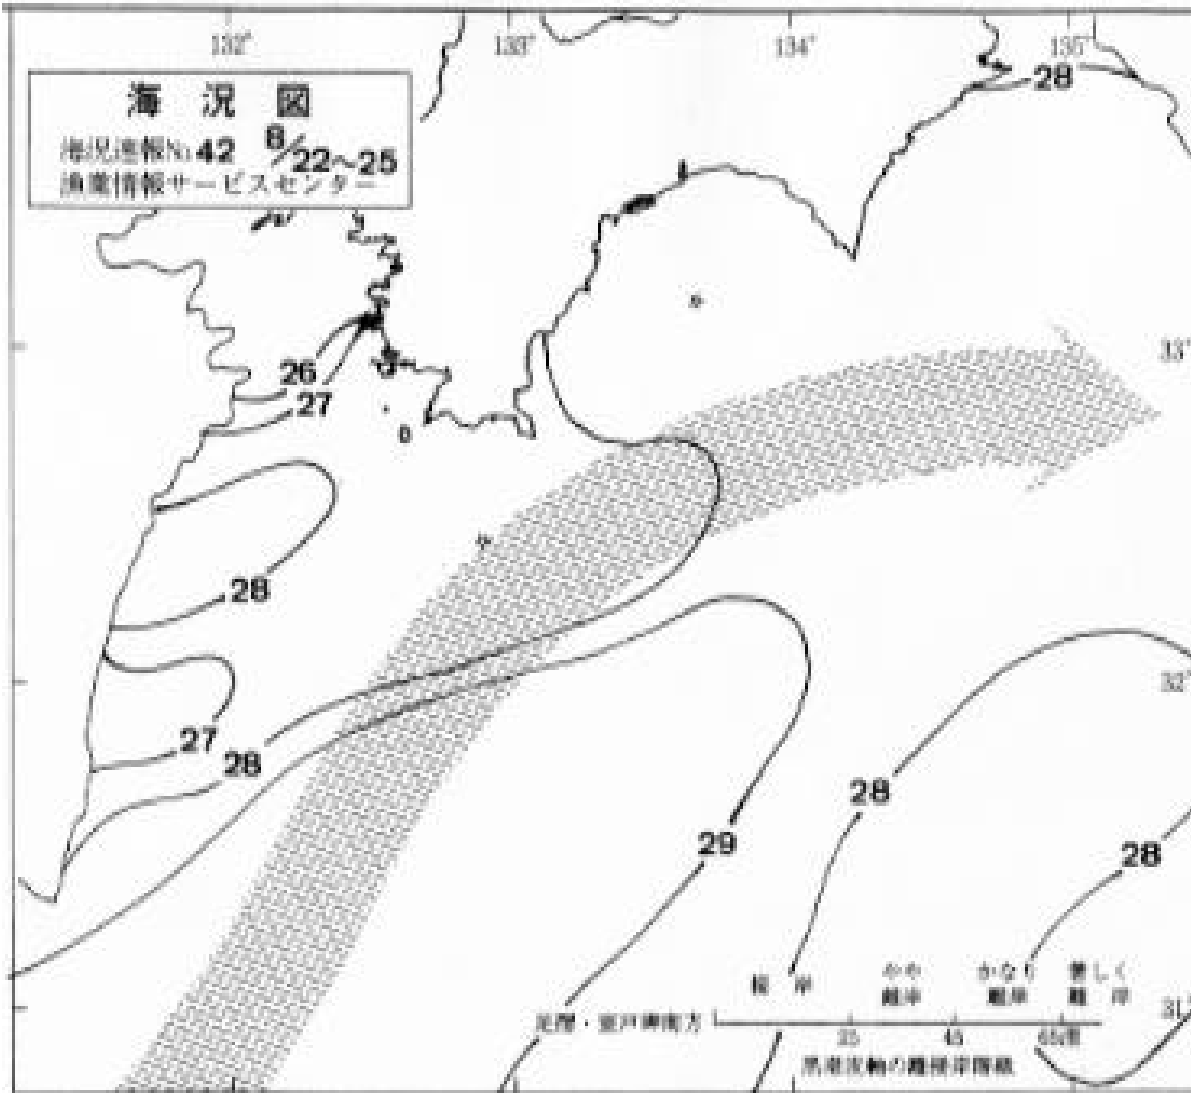 132° 133° 134° 135°
海況図
海況速報No.42 8/22~25
漁業情報サービスセンター
28
26
27
33°
28
32°
27
28
28
29
28
接岸 やや かなり 著しく
離岸 離岸 離岸
31°
足摺・室戸岬南方
25 45 65浬
黒潮流軸の離接岸階級